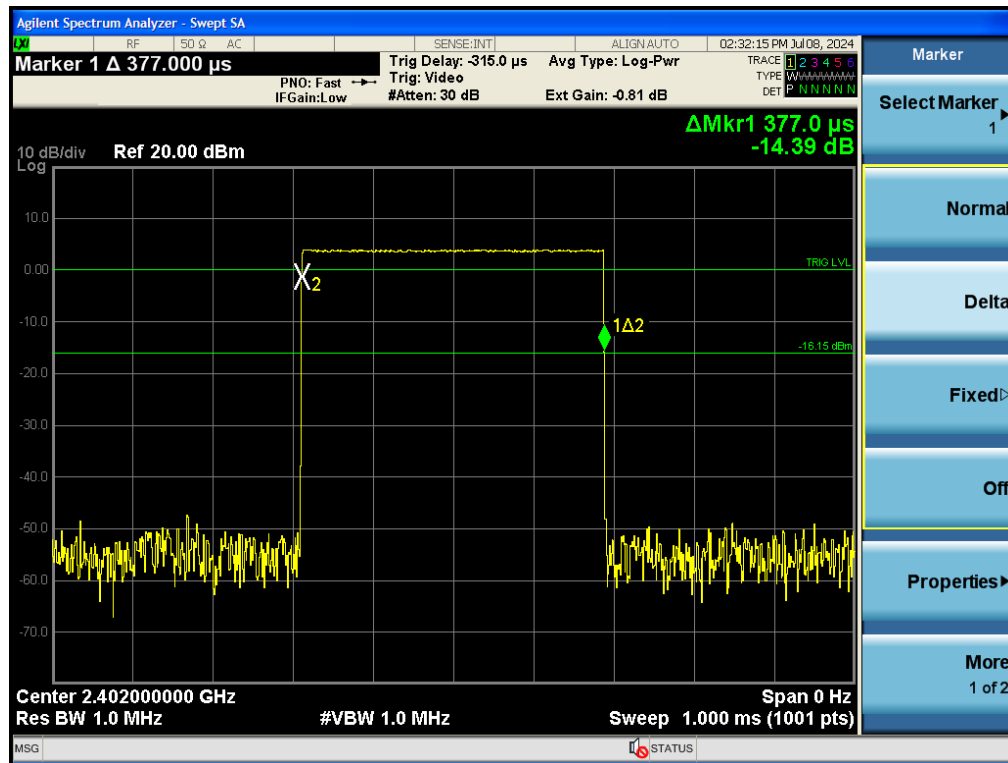 Agilent Spectrum Analyzer - Swept SA
LXI RF 50 Ω AC SENSE:INT ALIGN AUTO 02:32:15 PM Jul 08, 2024
Marker 1 Δ 377.000 µs
PNO: Fast
IFGain:Low
Trig Delay: -315.0 µs
Trig: Video
#Atten: 30 dB
Avg Type: Log-Pwr
Ext Gain: -0.81 dB
TRACE 1 2 3 4 5 6
TYPE W
DET P N N N N N
ΔMkr1 377.0 µs
-14.39 dB
10 dB/div Ref 20.00 dBm
Log
10.0
0.00
TRIG LVL
X2
-10.0
1Δ2
-16.15 dBm
-20.0
-30.0
-40.0
-50.0
-60.0
-70.0
Center 2.402000000 GHz Span 0 Hz
Res BW 1.0 MHz #VBW 1.0 MHz Sweep 1.000 ms (1001 pts)
MSG STATUS
Marker
Select Marker
1
Normal
Delta
Fixed
Off
Properties
More
1 of 2